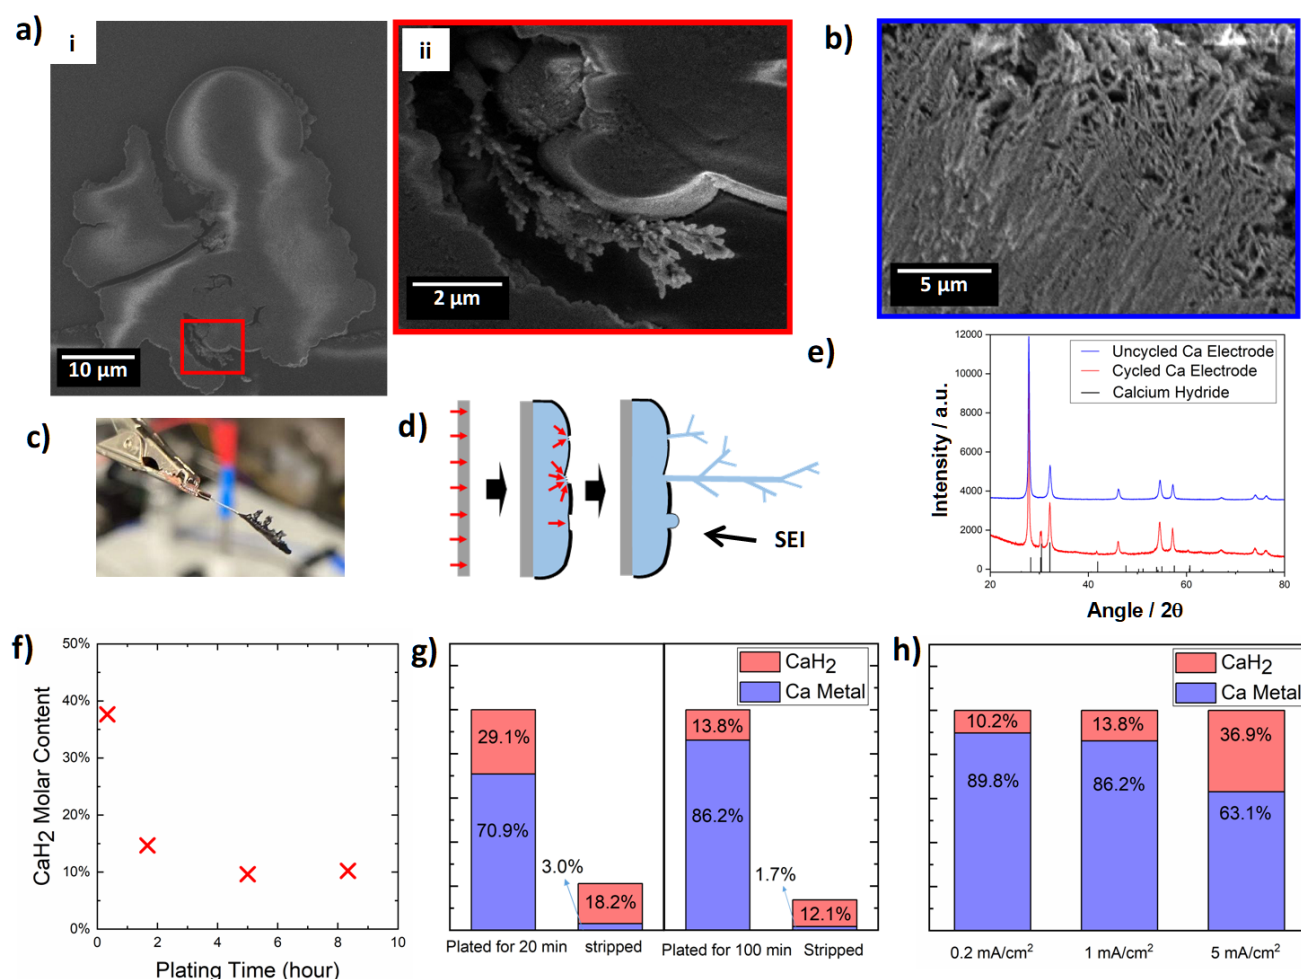 a)
i
10 μm
ii
2 μm
b)
5 μm
c)
d)
SEI
e)
Uncycled Ca Electrode
Cycled Ca Electrode
Calcium Hydride
Intensity / a.u.
12000
10000
8000
6000
4000
2000
0
20
40
60
80
Angle / 2θ
f)
CaH2 Molar Content
50%
40%
30%
20%
10%
0%
0
2
4
6
8
10
Plating Time (hour)
g)
CaH2
Ca Metal
29.1%
70.9%
3.0%
18.2%
13.8%
86.2%
1.7%
12.1%
Plated for 20 min
stripped
Plated for 100 min
Stripped
h)
CaH2
Ca Metal
10.2%
89.8%
13.8%
86.2%
36.9%
63.1%
0.2 mA/cm²
1 mA/cm²
5 mA/cm²